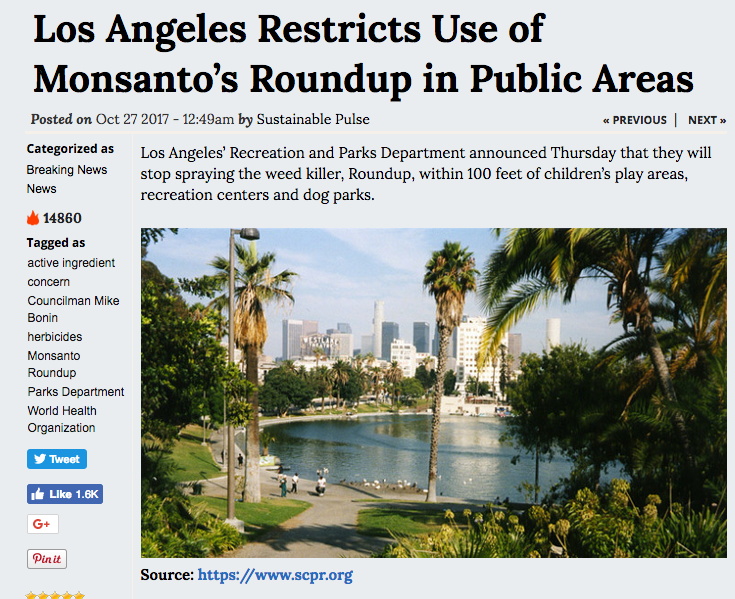 Los Angeles Restricts Use of
Monsanto’s Roundup in Public Areas
Posted on Oct 27 2017 - 12:49am by Sustainable Pulse
« PREVIOUS | NEXT »
Categorized as
Breaking News
News
14860
Tagged as
active ingredient
concern
Councilman Mike
Bonin
herbicides
Monsanto
Roundup
Parks Department
World Health
Organization
Tweet
Like 1.6K
G+
Pin it
Los Angeles’ Recreation and Parks Department announced Thursday that they will
stop spraying the weed killer, Roundup, within 100 feet of children’s play areas,
recreation centers and dog parks.
Source: https://www.scpr.org